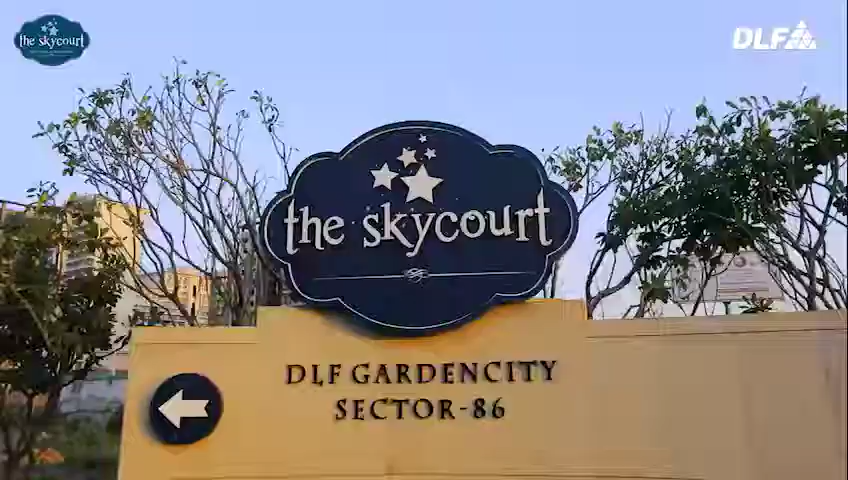 the skycourt
DLF
the skycourt
DLF GARDENCITY
SECTOR-86